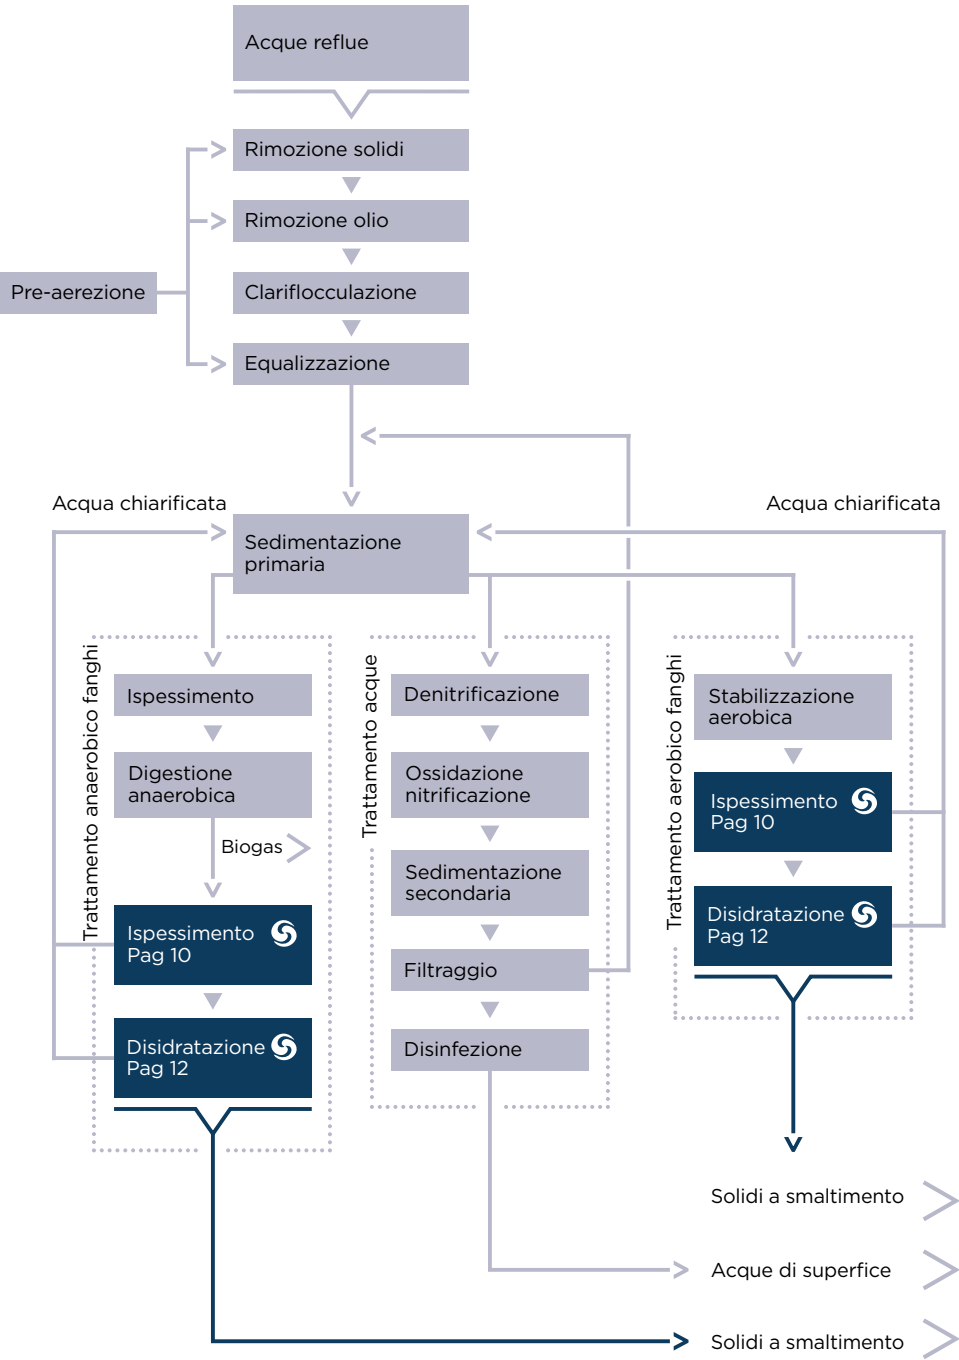 Acque reflue
Rimozione solidi
Rimozione olio
Pre-aerezione
Clariflocculazione
Equalizzazione
Acqua chiarificata
Acqua chiarificata
Sedimentazione
primaria
Trattamento anaerobico fanghi
Ispessimento
Digestione
anaerobica
Biogas
Ispessimento
Pag 10
Disidratazione
Pag 12
Trattamento acque
Denitrificazione
Ossidazione
nitrificazione
Sedimentazione
secondaria
Filtraggio
Disinfezione
Trattamento aerobico fanghi
Stabilizzazione
aerobica
Ispessimento
Pag 10
Disidratazione
Pag 12
Solidi a smaltimento
Acque di superfice
Solidi a smaltimento